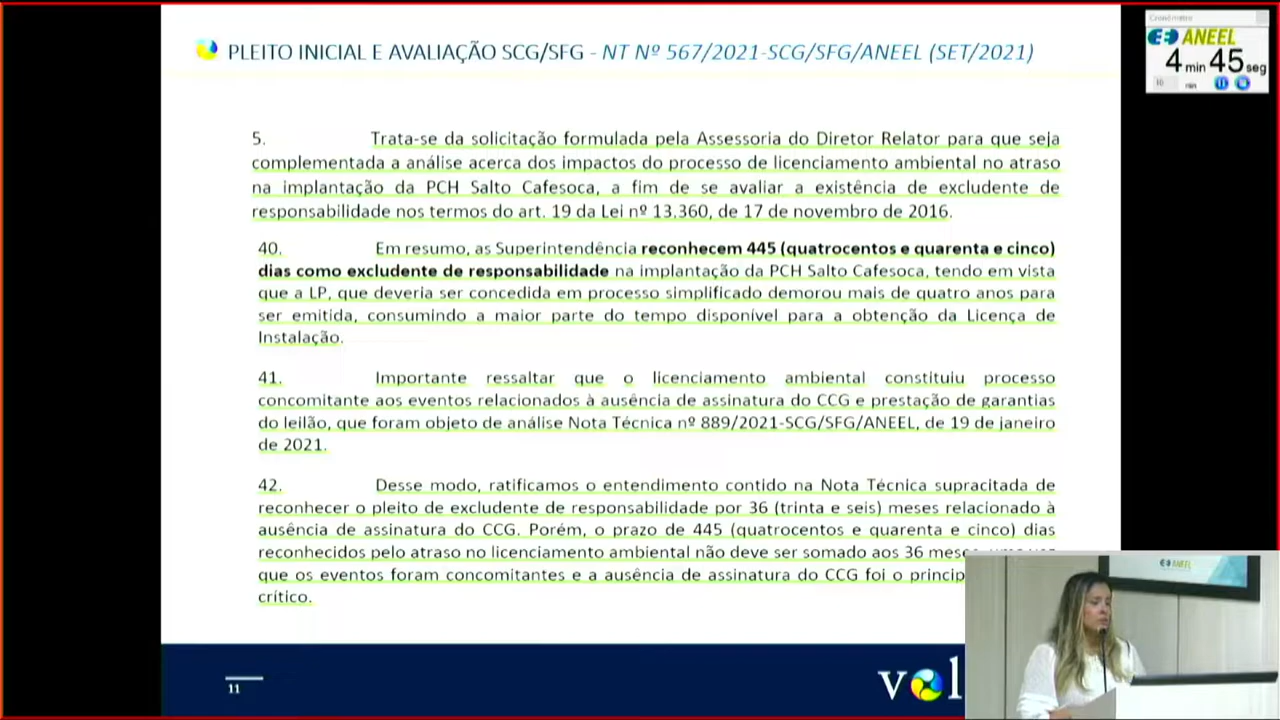 PLEITO INICIAL E AVALIAÇÃO SCG/SFG - NT Nº 567/2021-SCG/SFG/ANEEL (SET/2021)
Cronômetro
ANEEL
4 min 45 seg
10 min
5. Trata-se da solicitação formulada pela Assessoria do Diretor Relator para que seja
complementada a análise acerca dos impactos do processo de licenciamento ambiental no atraso
na implantação da PCH Salto Cafesoca, a fim de se avaliar a existência de excludente de
responsabilidade nos termos do art. 19 da Lei nº 13.360, de 17 de novembro de 2016.
40. Em resumo, as Superintendência reconhecem 445 (quatrocentos e quarenta e cinco)
dias como excludente de responsabilidade na implantação da PCH Salto Cafesoca, tendo em vista
que a LP, que deveria ser concedida em processo simplificado demorou mais de quatro anos para
ser emitida, consumindo a maior parte do tempo disponível para a obtenção da Licença de
Instalação.
41. Importante ressaltar que o licenciamento ambiental constituiu processo
concomitante aos eventos relacionados à ausência de assinatura do CCG e prestação de garantias
do leilão, que foram objeto de análise Nota Técnica nº 889/2021-SCG/SFG/ANEEL, de 19 de janeiro
de 2021.
42. Desse modo, ratificamos o entendimento contido na Nota Técnica supracitada de
reconhecer o pleito de excludente de responsabilidade por 36 (trinta e seis) meses relacionado à
ausência de assinatura do CCG. Porém, o prazo de 445 (quatrocentos e quarenta e cinco) dias
reconhecidos pelo atraso no licenciamento ambiental não deve ser somado aos 36
que os eventos foram concomitantes e a ausência de assinatura do CCG foi o
crítico.
11
ANEEL